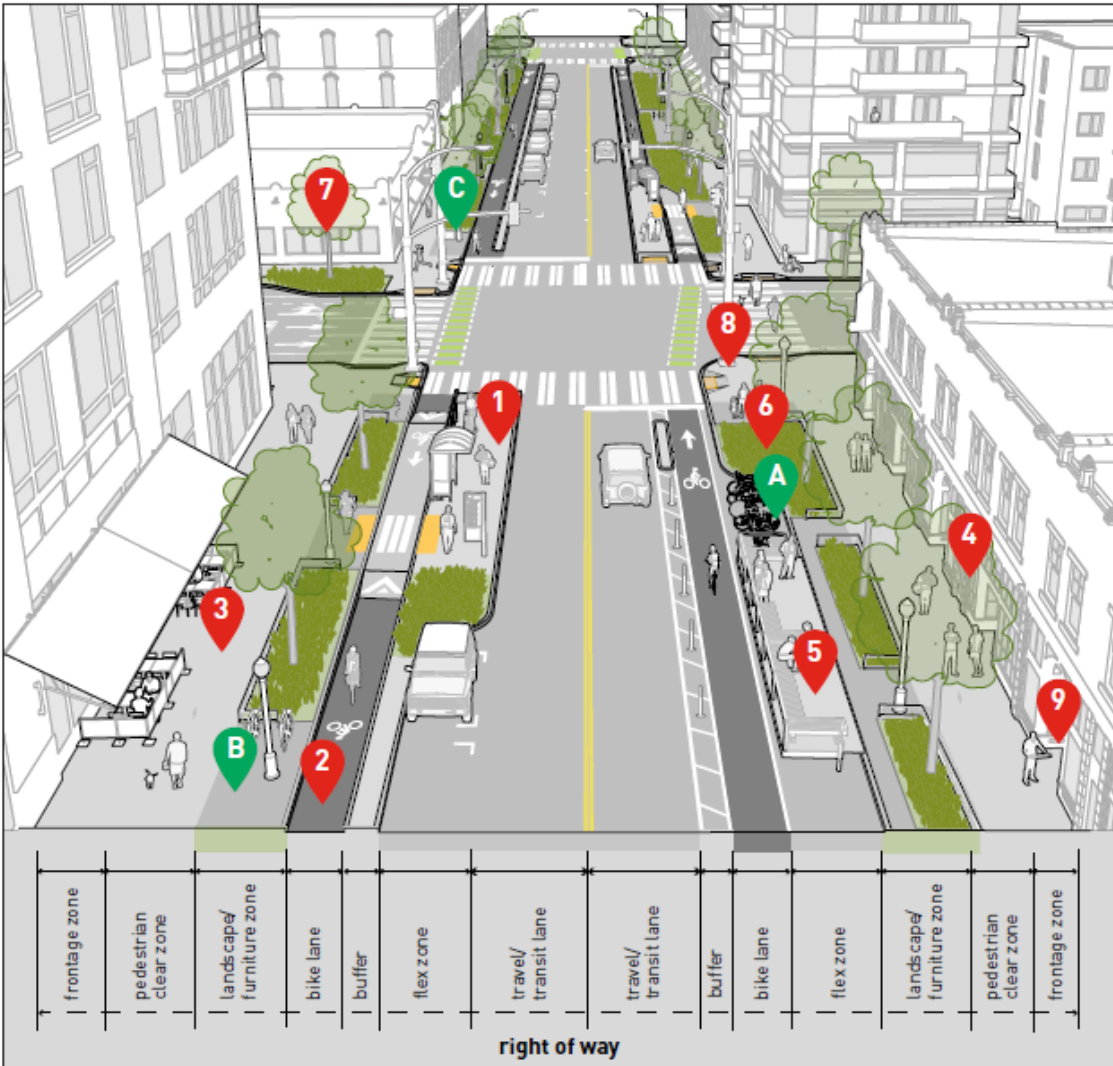 7
C
8
1
6
A
4
3
5
9
B
2
frontage zone
pedestrian
clear zone
landscape/
furniture zone
bike lane
buffer
flex zone
travel/
transit lane
travel/
transit lane
buffer
bike lane
flex zone
landscape/
furniture zone
pedestrian
clear zone
frontage zone
right of way